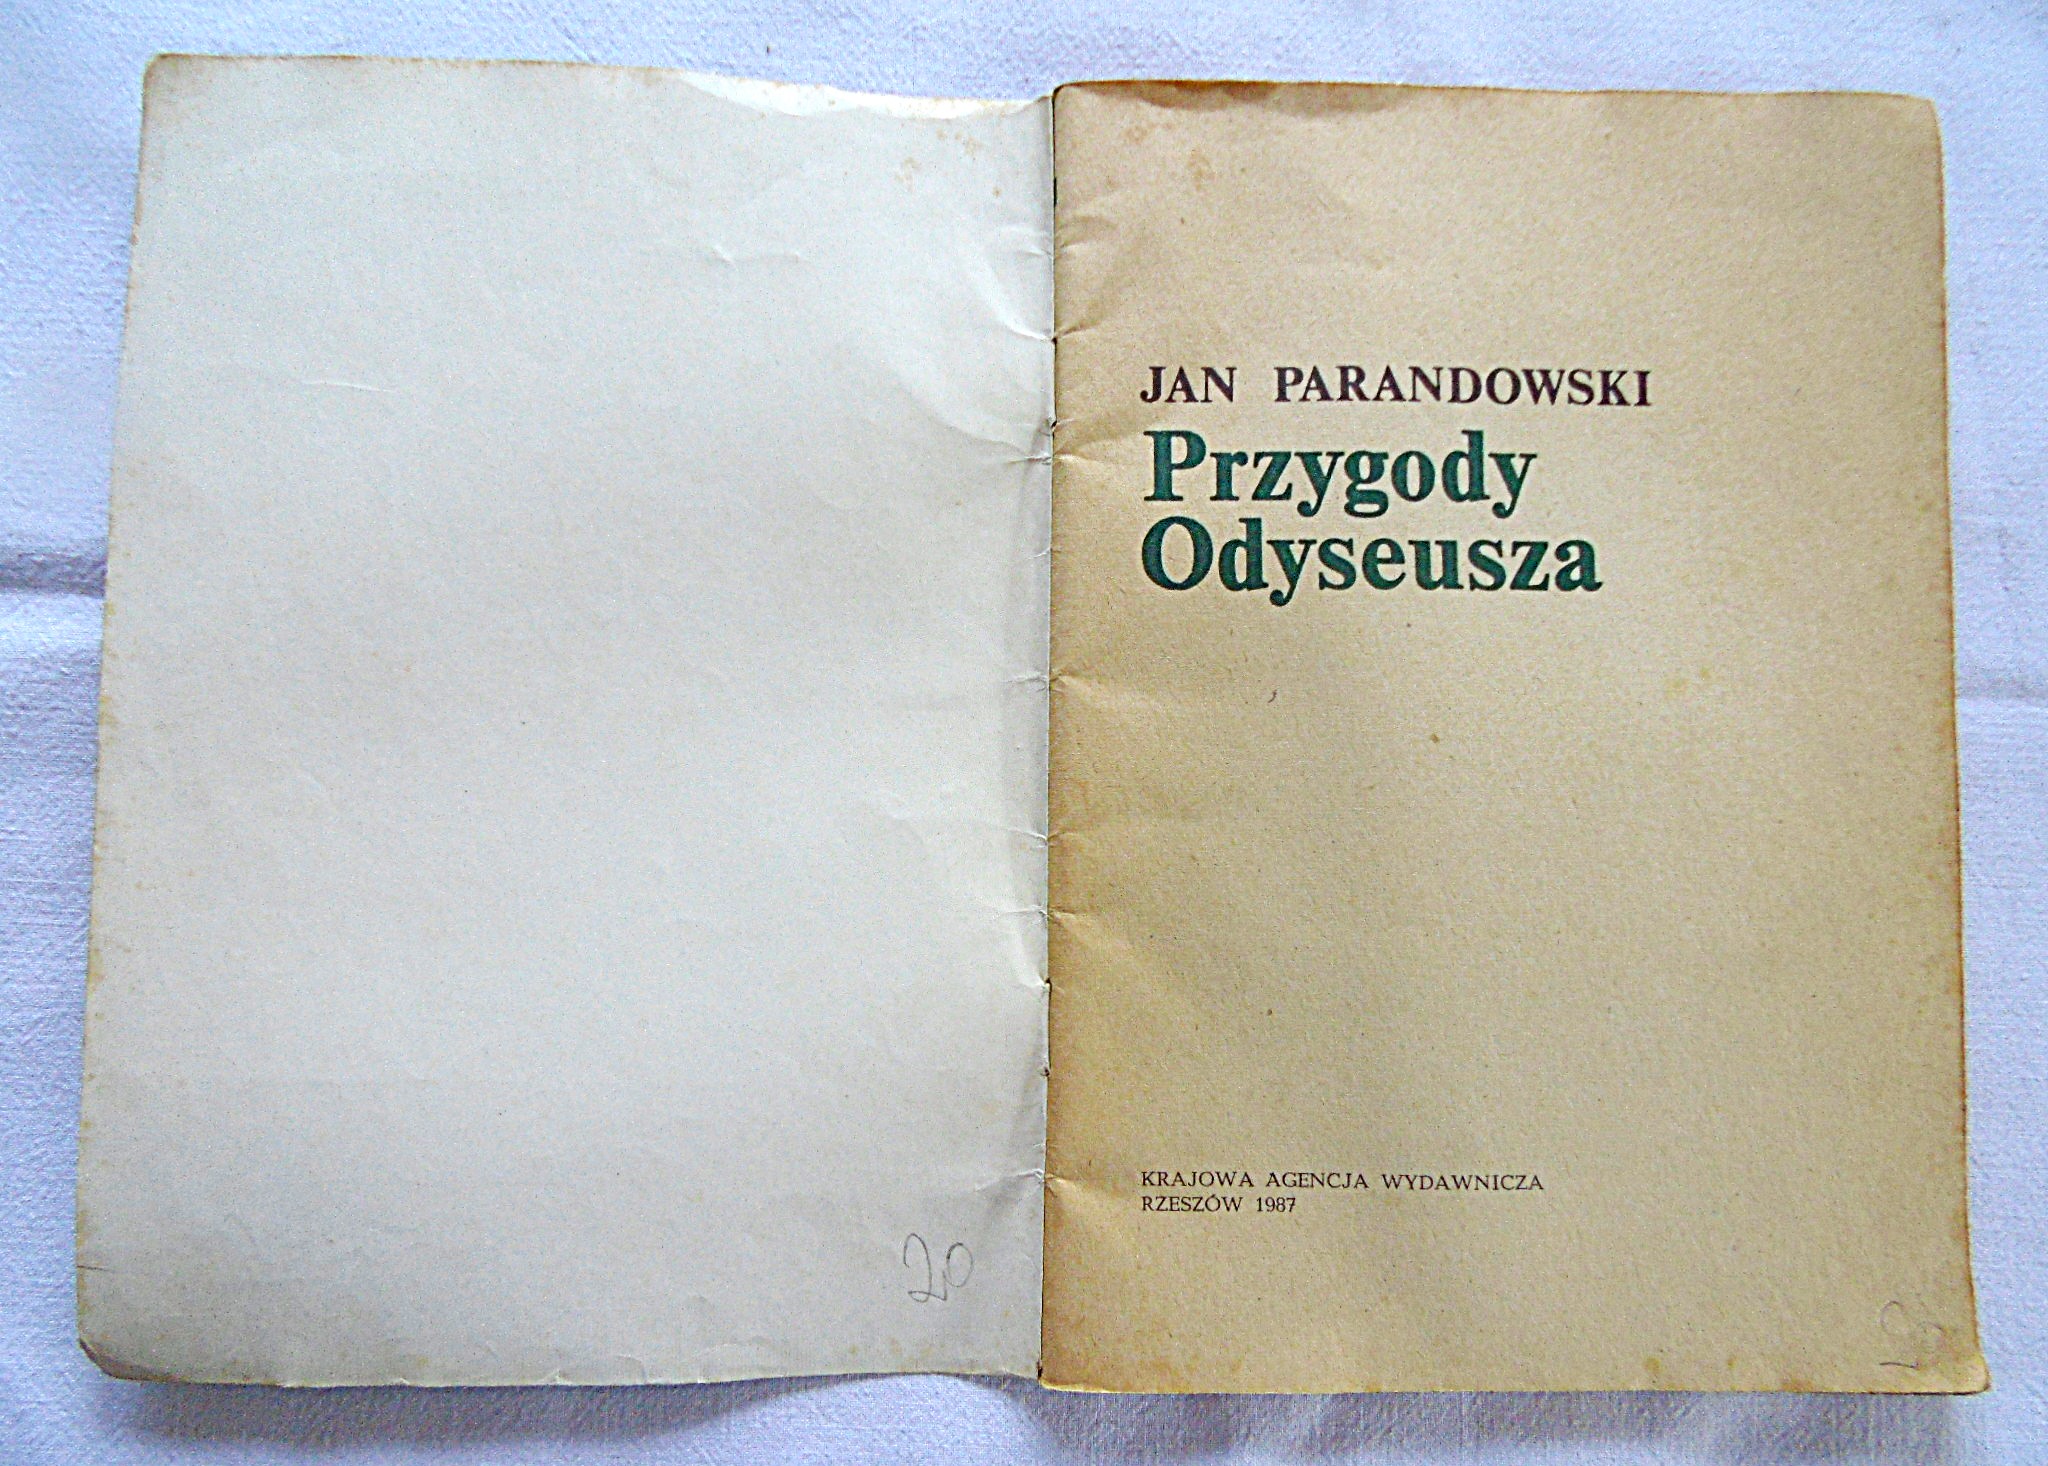 JAN PARANDOWSKI
Przygody
Odyseusza
KRAJOWA AGENCJA WYDAWNICZA
RZESZÓW 1987
20